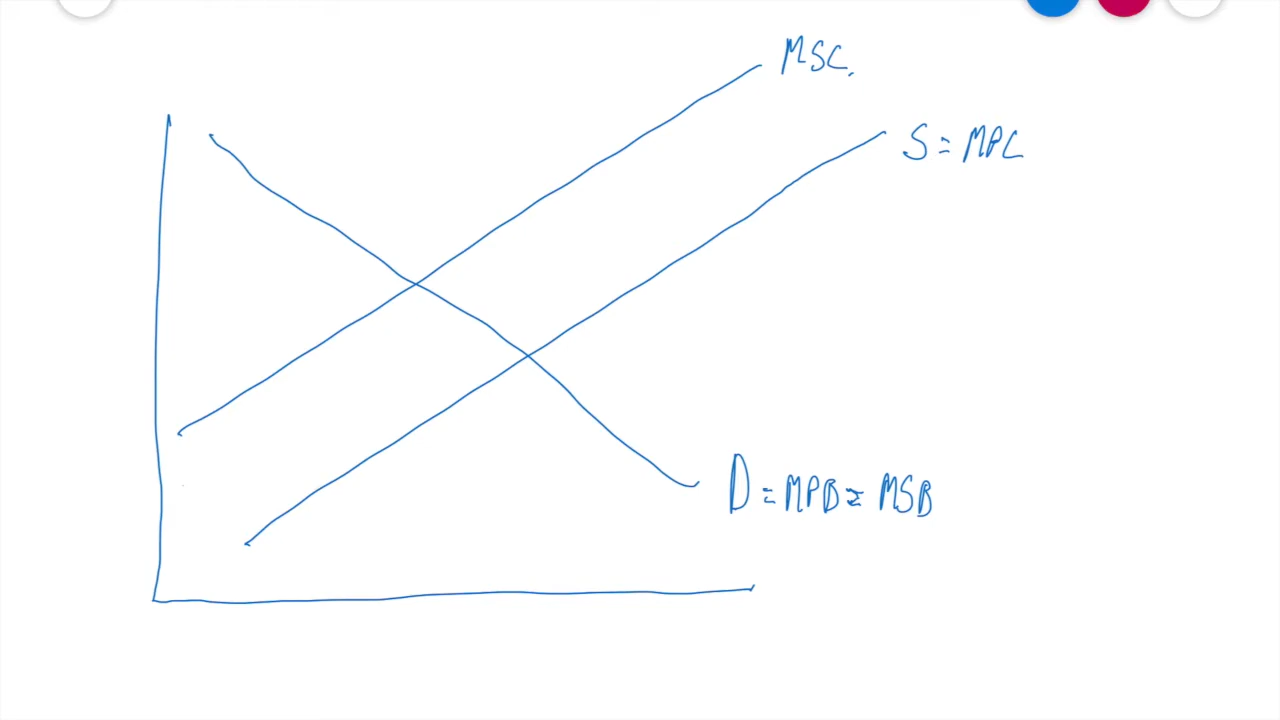 MSC.
S = MPC
D = MPB = MSB